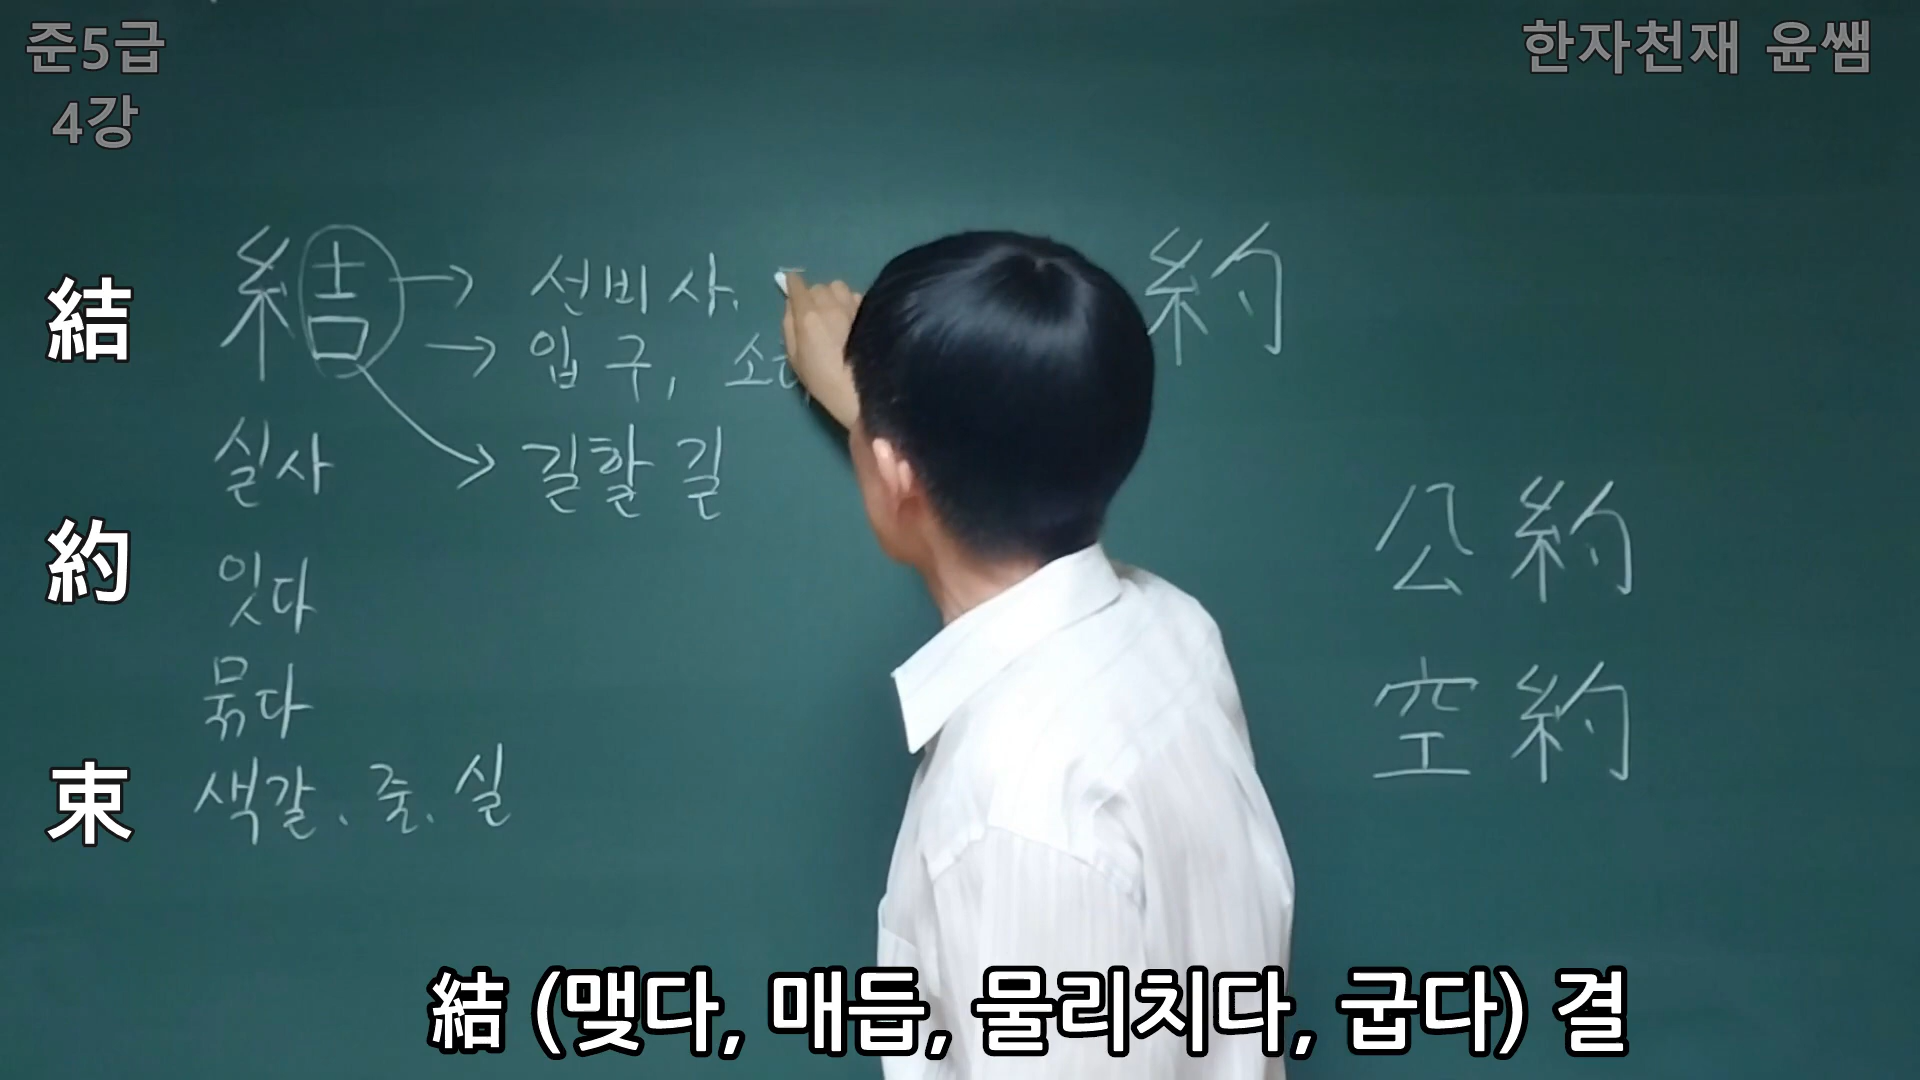 준5급
4강
한자천재 윤쌤
結
約
束
結 → 선비 사.
→ 입 구,
→ 길할 길
실사
잇다
묶다
색갈. 줄. 실
約
公約
空約
結 (맺다, 매듭, 물리치다, 굽다) 결